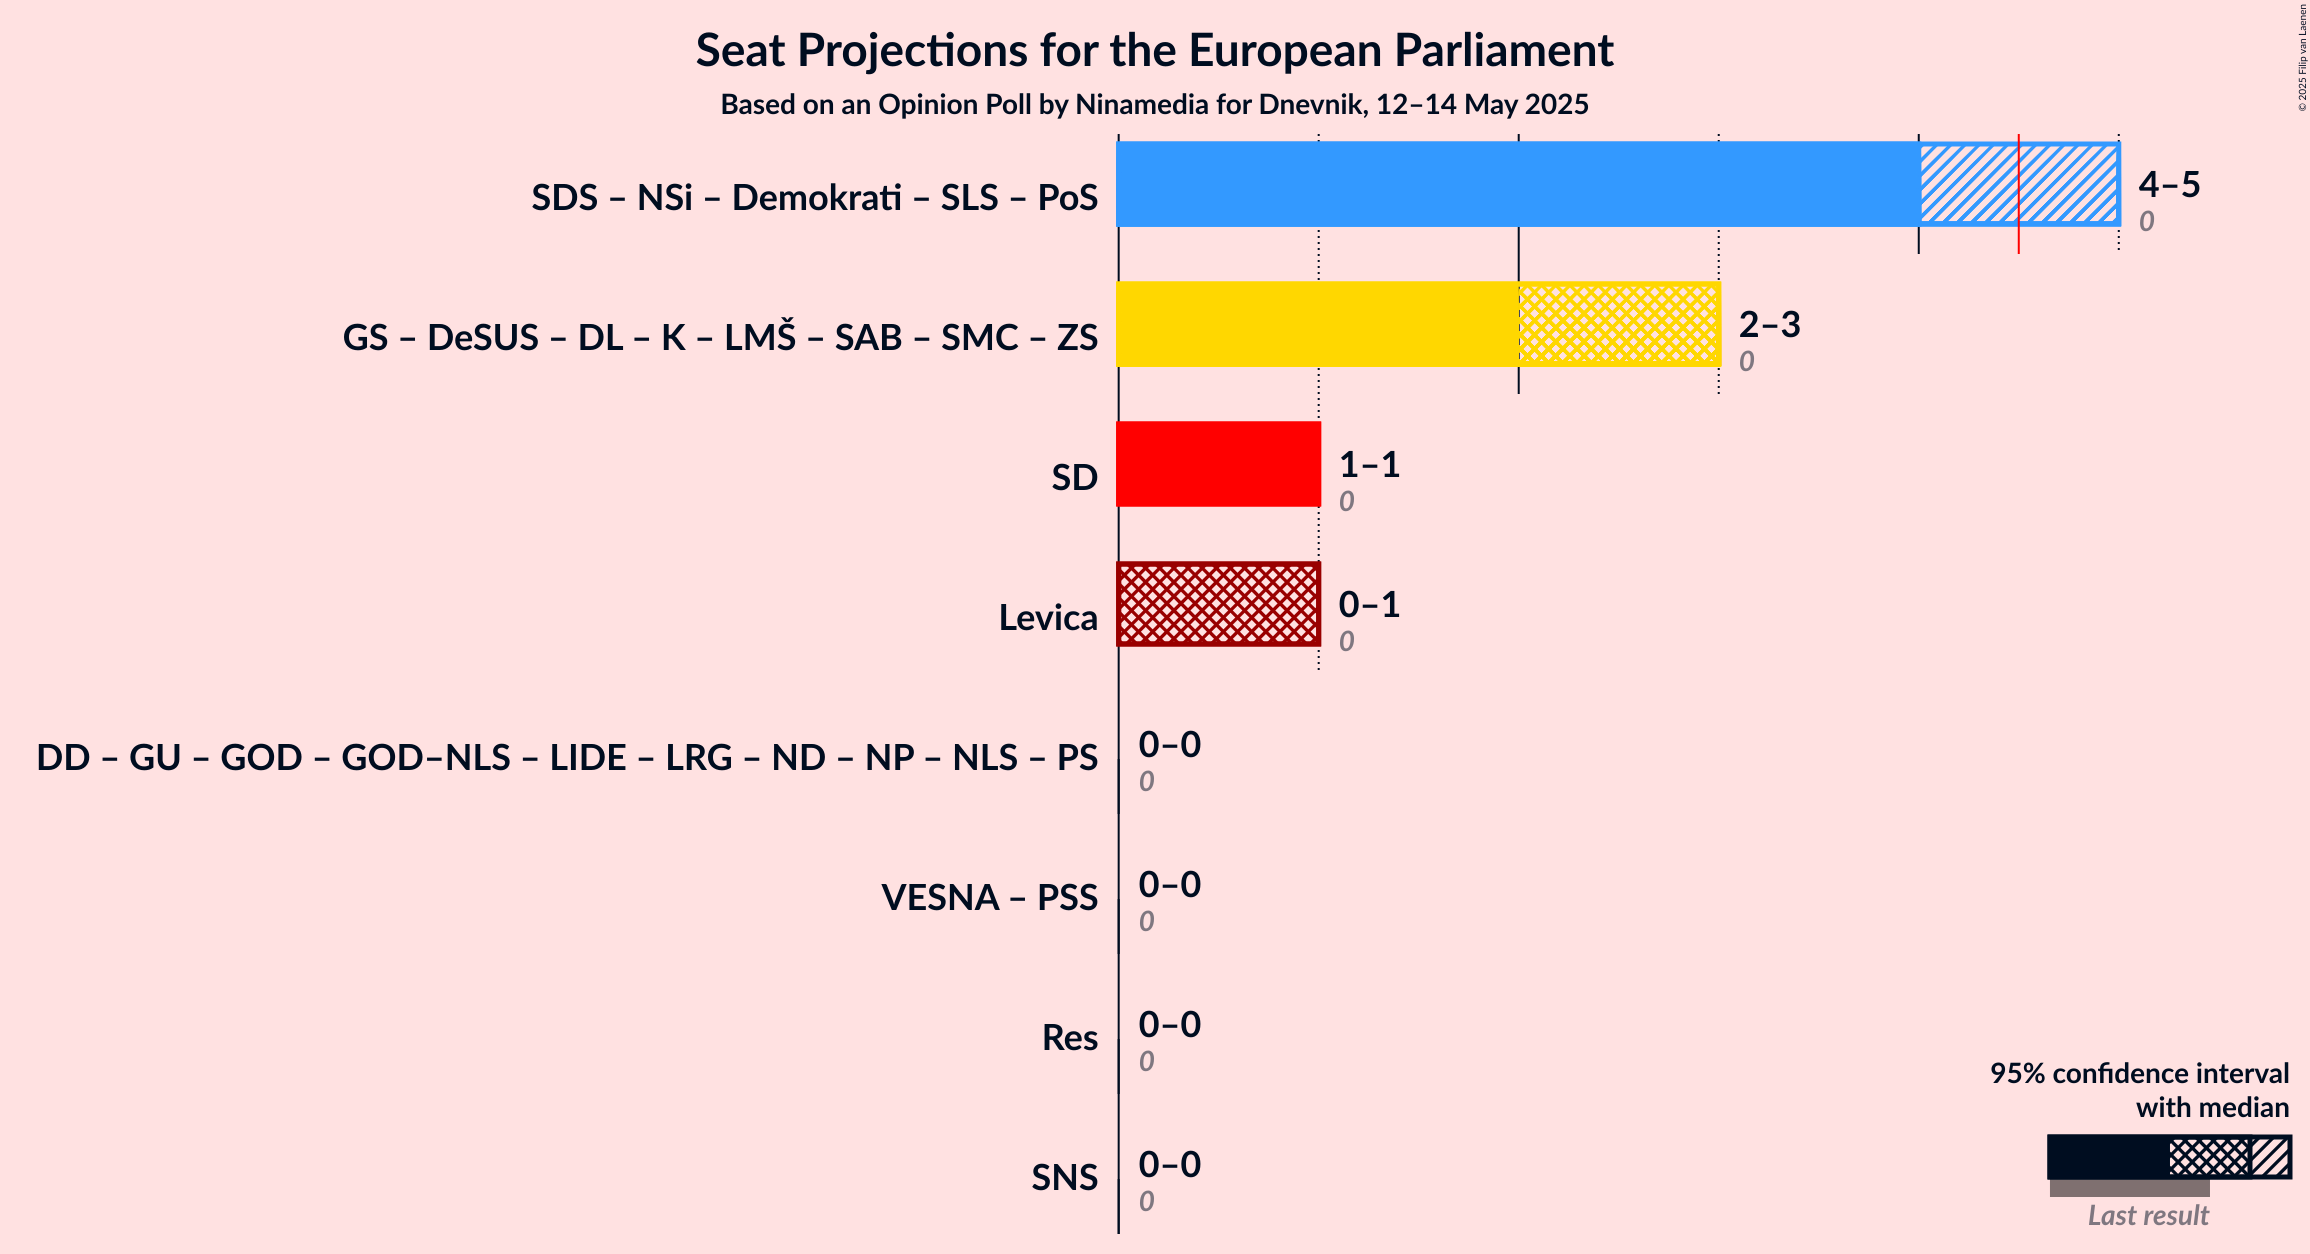 Seat Projections for the European Parliament
Based on an Opinion Poll by Ninamedia for Dnevnik, 12–14 May 2025
© 2025 Filip van Laenen
SDS – NSi – Demokrati – SLS – PoS
4–5
0
GS – DeSUS – DL – K – LMŠ – SAB – SMC – ZS
2–3
0
SD
1–1
0
Levica
0–1
0
DD – GU – GOD – GOD–NLS – LIDE – LRG – ND – NP – NLS – PS
0–0
0
VESNA – PSS
0–0
0
Res
0–0
0
SNS
0–0
0
95% confidence interval
with median
Last result